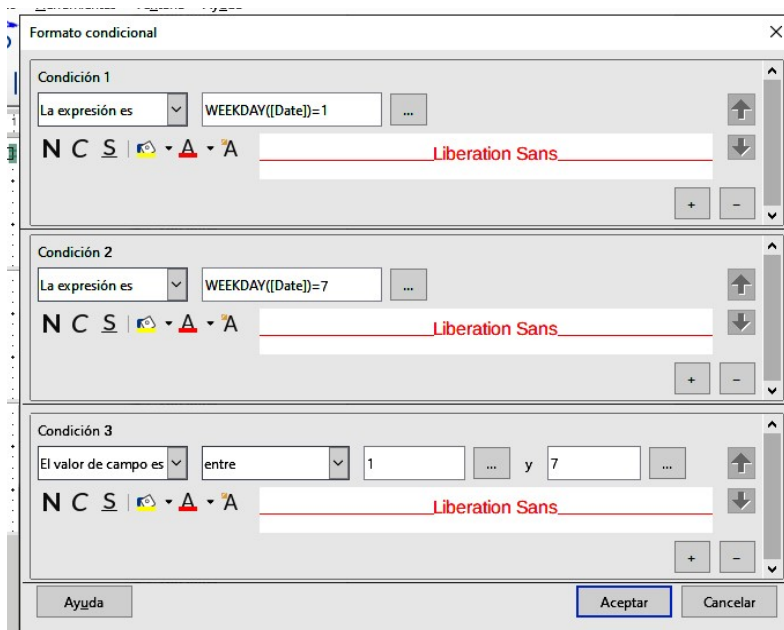 Formato condicional
Condición 1
La expresión es WEEKDAY([Date])=1 ...
N C S A A Liberation Sans
+ -
Condición 2
La expresión es WEEKDAY([Date])=7 ...
N C S A A Liberation Sans
+ -
Condición 3
El valor de campo es entre 1 ... y 7 ...
N C S A A Liberation Sans
+ -
Ayuda Aceptar Cancelar